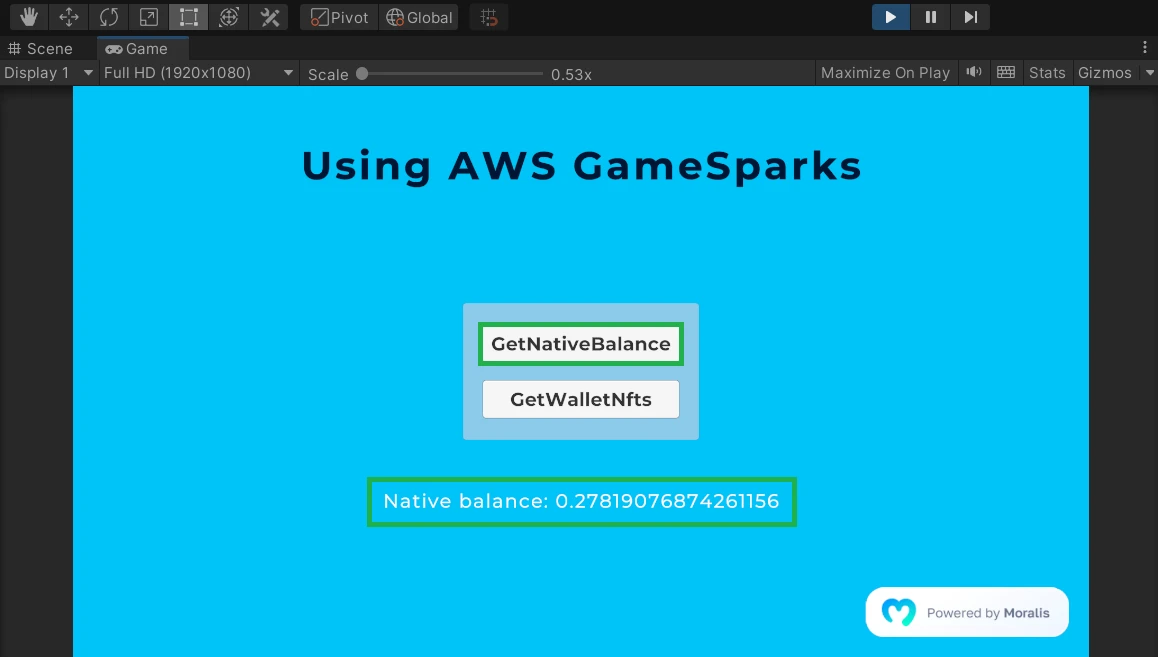 Pivot Global
Scene Game
Display 1 Full HD (1920x1080) Scale 0.53x Maximize On Play Stats Gizmos
Using AWS GameSparks
GetNativeBalance
GetWalletNfts
Native balance: 0.27819076874261156
Powered by Moralis